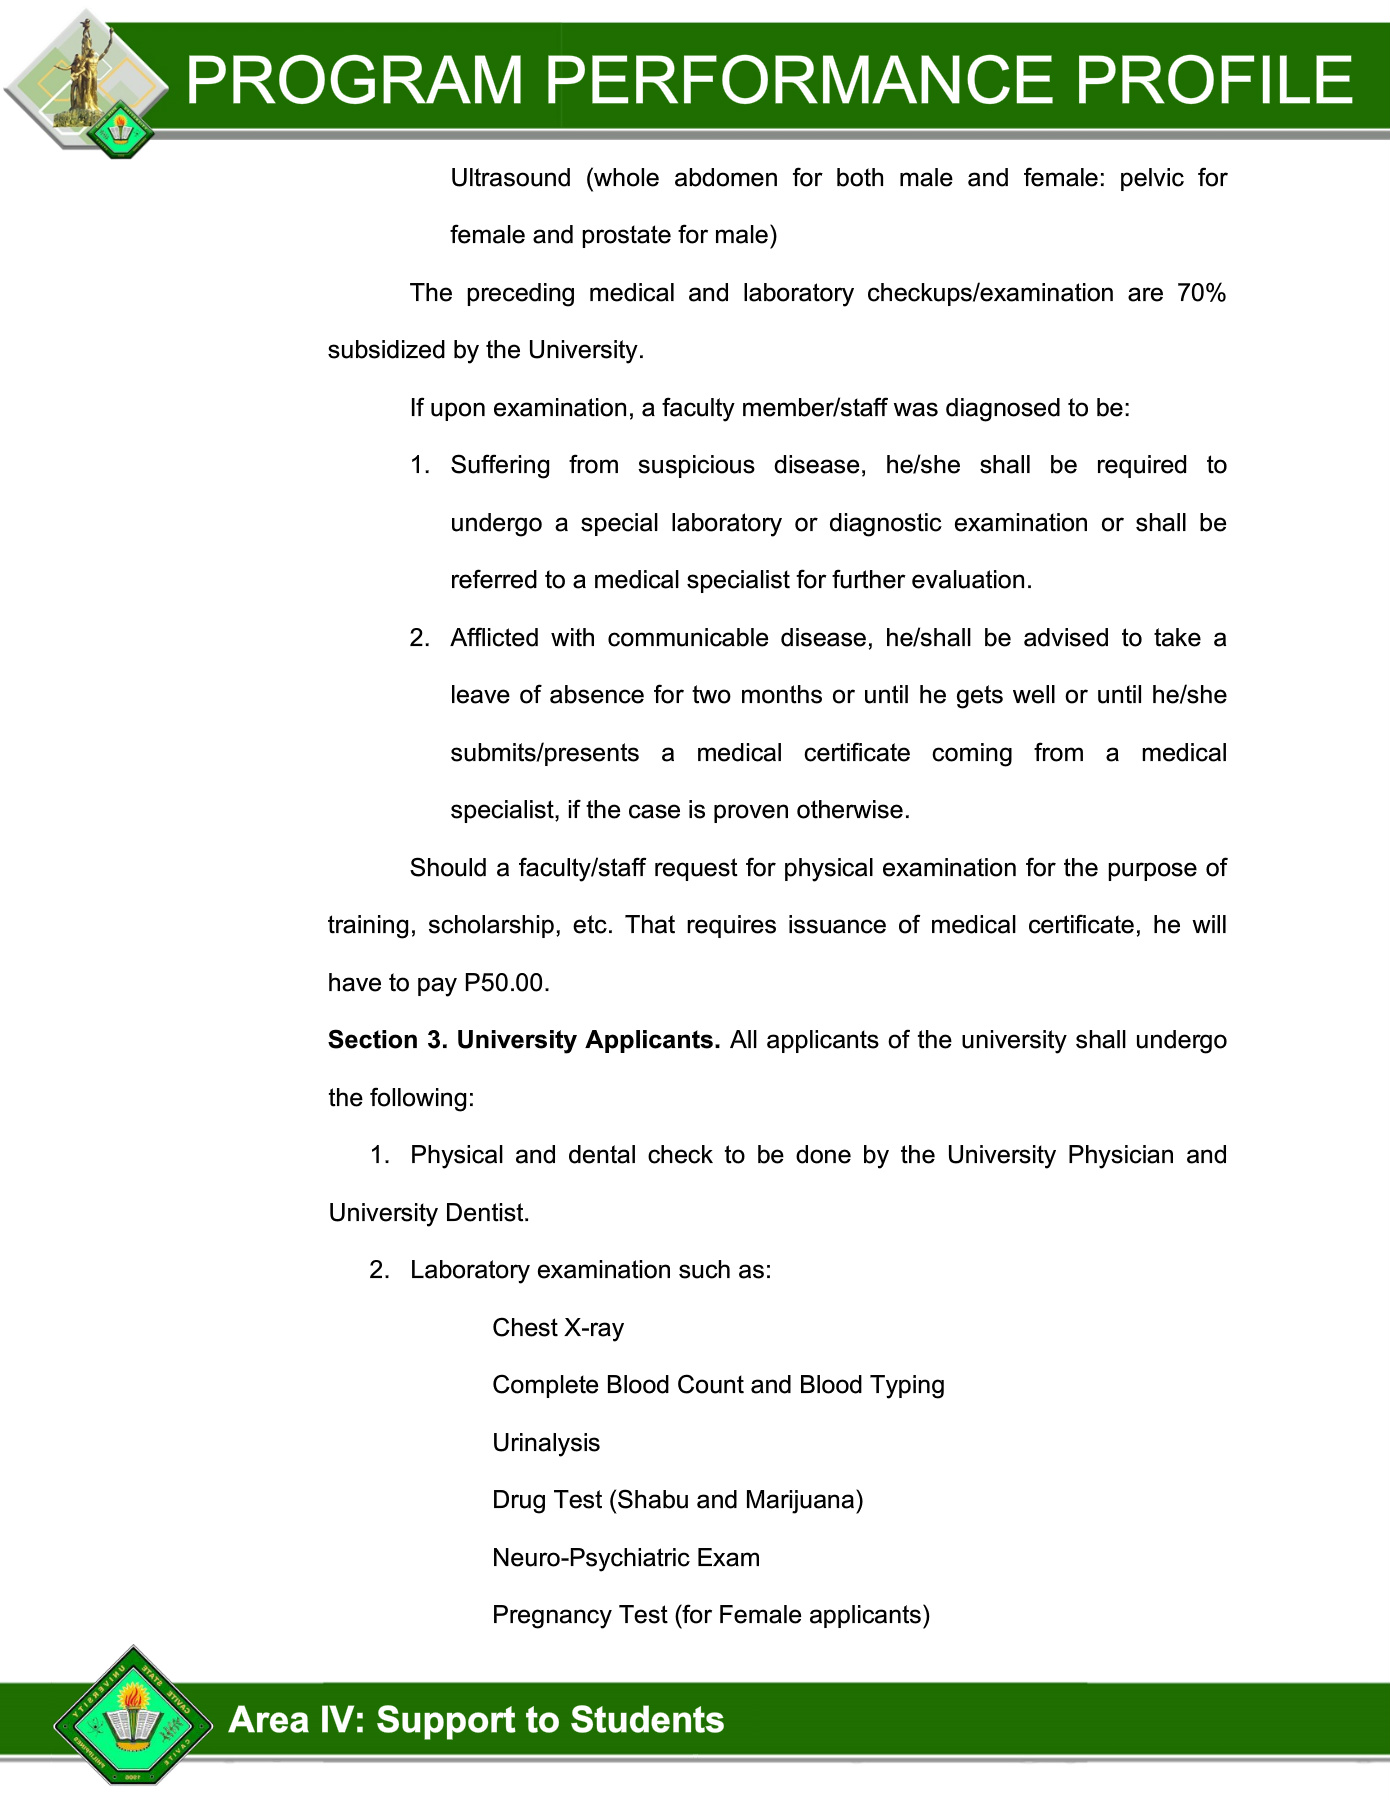 PROGRAM PERFORMANCE PROFILE
Ultrasound (whole abdomen for both male and female: pelvic for
female and prostate for male)
The preceding medical and laboratory checkups/examination are 70%
subsidized by the University.
If upon examination, a faculty member/staff was diagnosed to be:
1. Suffering from suspicious disease, he/she shall be required to
undergo a special laboratory or diagnostic examination or shall be
referred to a medical specialist for further evaluation.
2. Afflicted with communicable disease, he/shall be advised to take a
leave of absence for two months or until he gets well or until he/she
submits/presents a medical certificate coming from a medical
specialist, if the case is proven otherwise.
Should a faculty/staff request for physical examination for the purpose of
training, scholarship, etc. That requires issuance of medical certificate, he will
have to pay P50.00.
Section 3. University Applicants. All applicants of the university shall undergo
the following:
1. Physical and dental check to be done by the University Physician and
University Dentist.
2. Laboratory examination such as:
Chest X-ray
Complete Blood Count and Blood Typing
Urinalysis
Drug Test (Shabu and Marijuana)
Neuro-Psychiatric Exam
Pregnancy Test (for Female applicants)
CAVITE STATE UNIVERSITY
CAVITE PHILIPPINES
Area IV: Support to Students